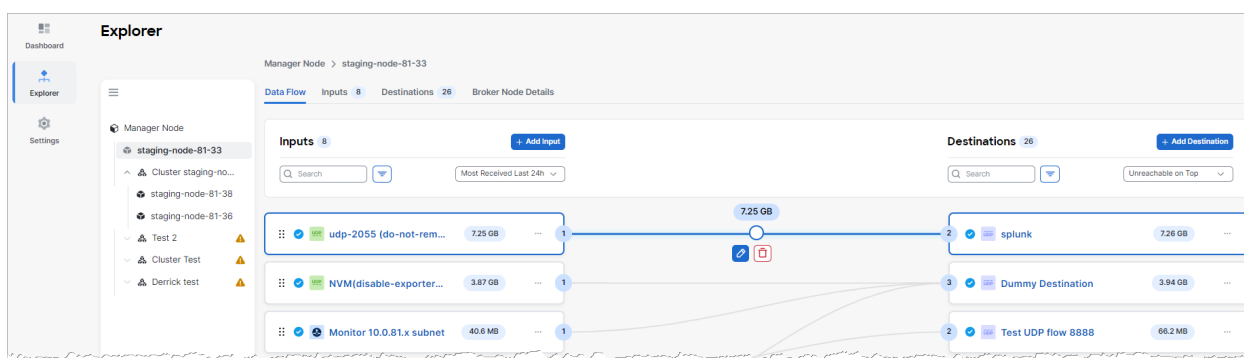 Dashboard
Explorer
Settings
Explorer
Manager Node > staging-node-81-33
Data Flow Inputs 8 Destinations 26 Broker Node Details
Manager Node
staging-node-81-33
Cluster staging-no...
staging-node-81-38
staging-node-81-36
Test 2
Cluster Test
Derrick test
Inputs 8 + Add Input
Search Most Received Last 24h
UDP udp-2055 (do-not-rem... 7.25 GB ... 1
UDP NVM(disable-exporter... 3.87 GB ... 1
Monitor 10.0.81.x subnet 40.6 MB ... 1
7.25 GB
Destinations 26 + Add Destination
Search Unreachable on Top
2 UDP splunk 7.26 GB ...
3 UDP Dummy Destination 3.94 GB ...
2 UDP Test UDP flow 8888 66.2 MB ...